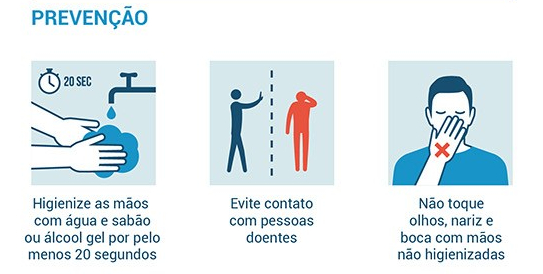 PREVENÇÃO
20 SEC
Higienize as mãos
com água e sabão
ou álcool gel por pelo
menos 20 segundos
Evite contato
com pessoas
doentes
Não toque
olhos, nariz e
boca com mãos
não higienizadas